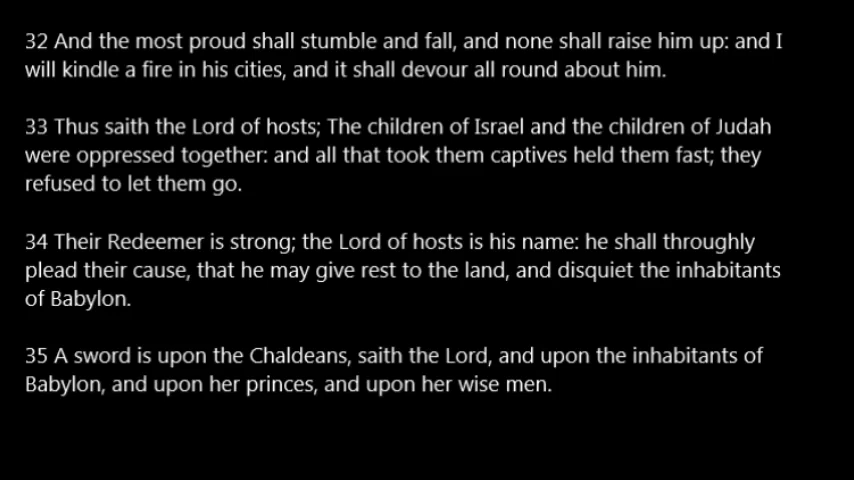 32 And the most proud shall stumble and fall, and none shall raise him up: and I
will kindle a fire in his cities, and it shall devour all round about him.
33 Thus saith the Lord of hosts; The children of Israel and the children of Judah
were oppressed together: and all that took them captives held them fast; they
refused to let them go.
34 Their Redeemer is strong; the Lord of hosts is his name: he shall throughly
plead their cause, that he may give rest to the land, and disquiet the inhabitants
of Babylon.
35 A sword is upon the Chaldeans, saith the Lord, and upon the inhabitants of
Babylon, and upon her princes, and upon her wise men.